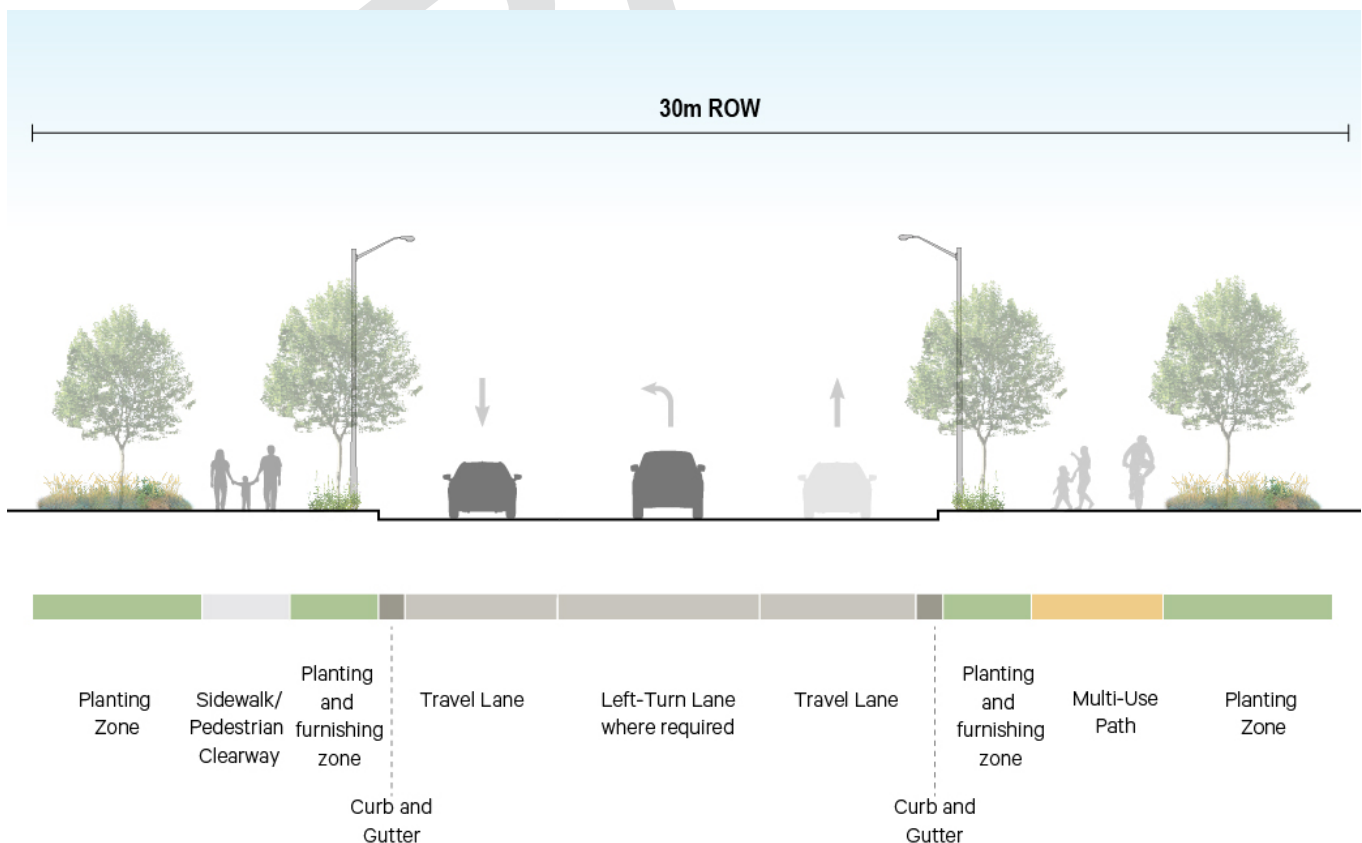 30m ROW
Planting
Zone
Sidewalk/
Pedestrian
Clearway
Planting
and
furnishing
zone
Curb and
Gutter
Travel Lane
Left-Turn Lane
where required
Travel Lane
Curb and
Gutter
Planting
and
furnishing
zone
Multi-Use
Path
Planting
Zone